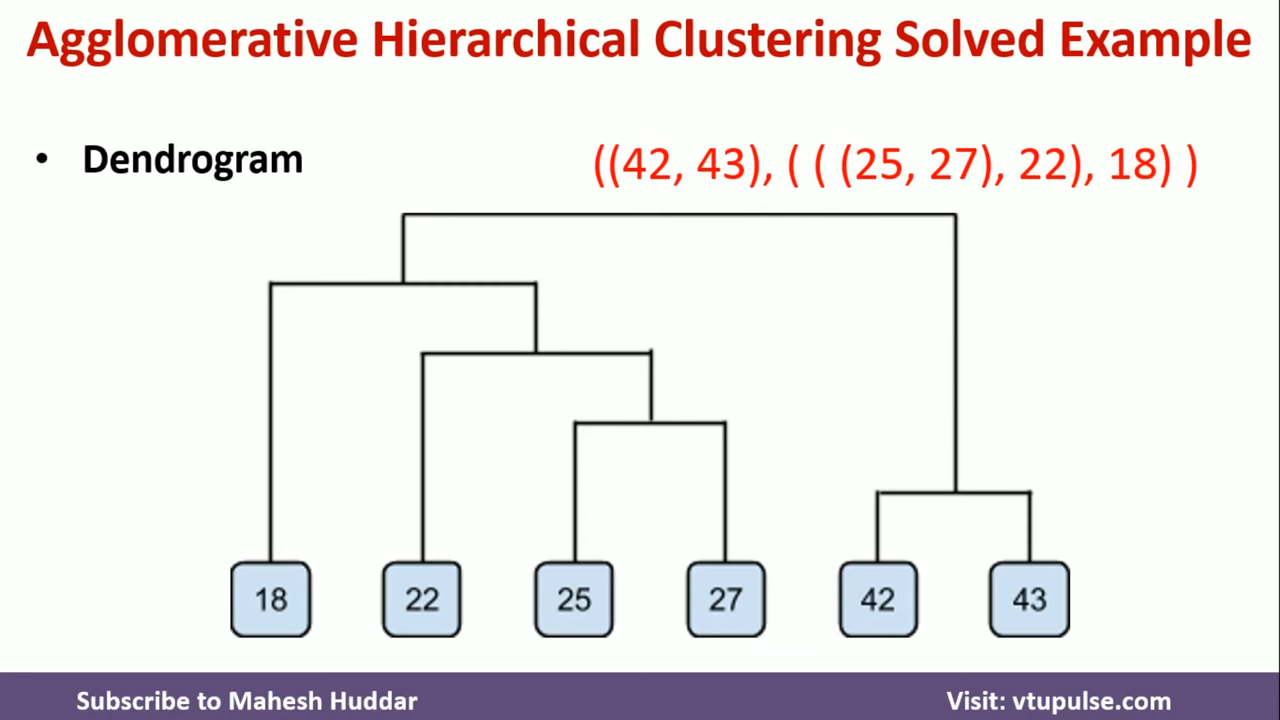 Agglomerative Hierarchical Clustering Solved Example
• Dendrogram
((42, 43), ( ( (25, 27), 22), 18) )
18 22 25 27 42 43
Subscribe to Mahesh Huddar
Visit: vtupulse.com